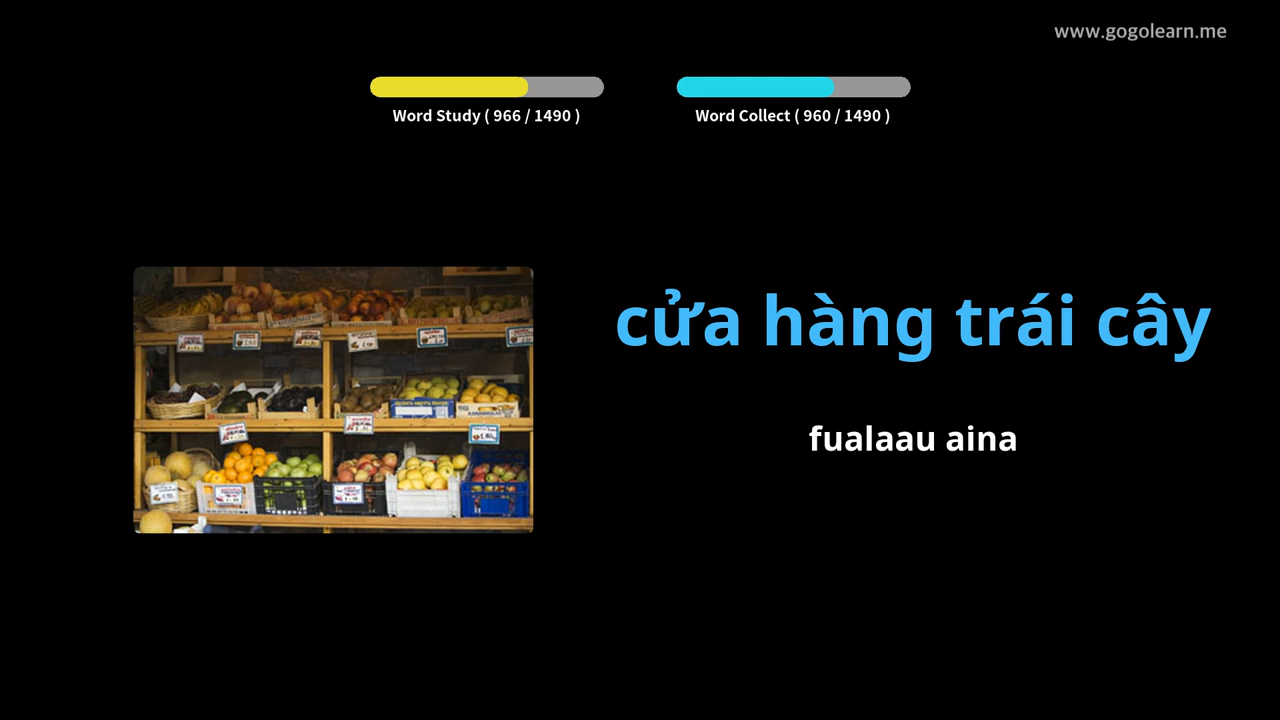 www.gogolearn.me
Word Study ( 966 / 1490 )
Word Collect ( 960 / 1490 )
cửa hàng trái cây
fualaau aina